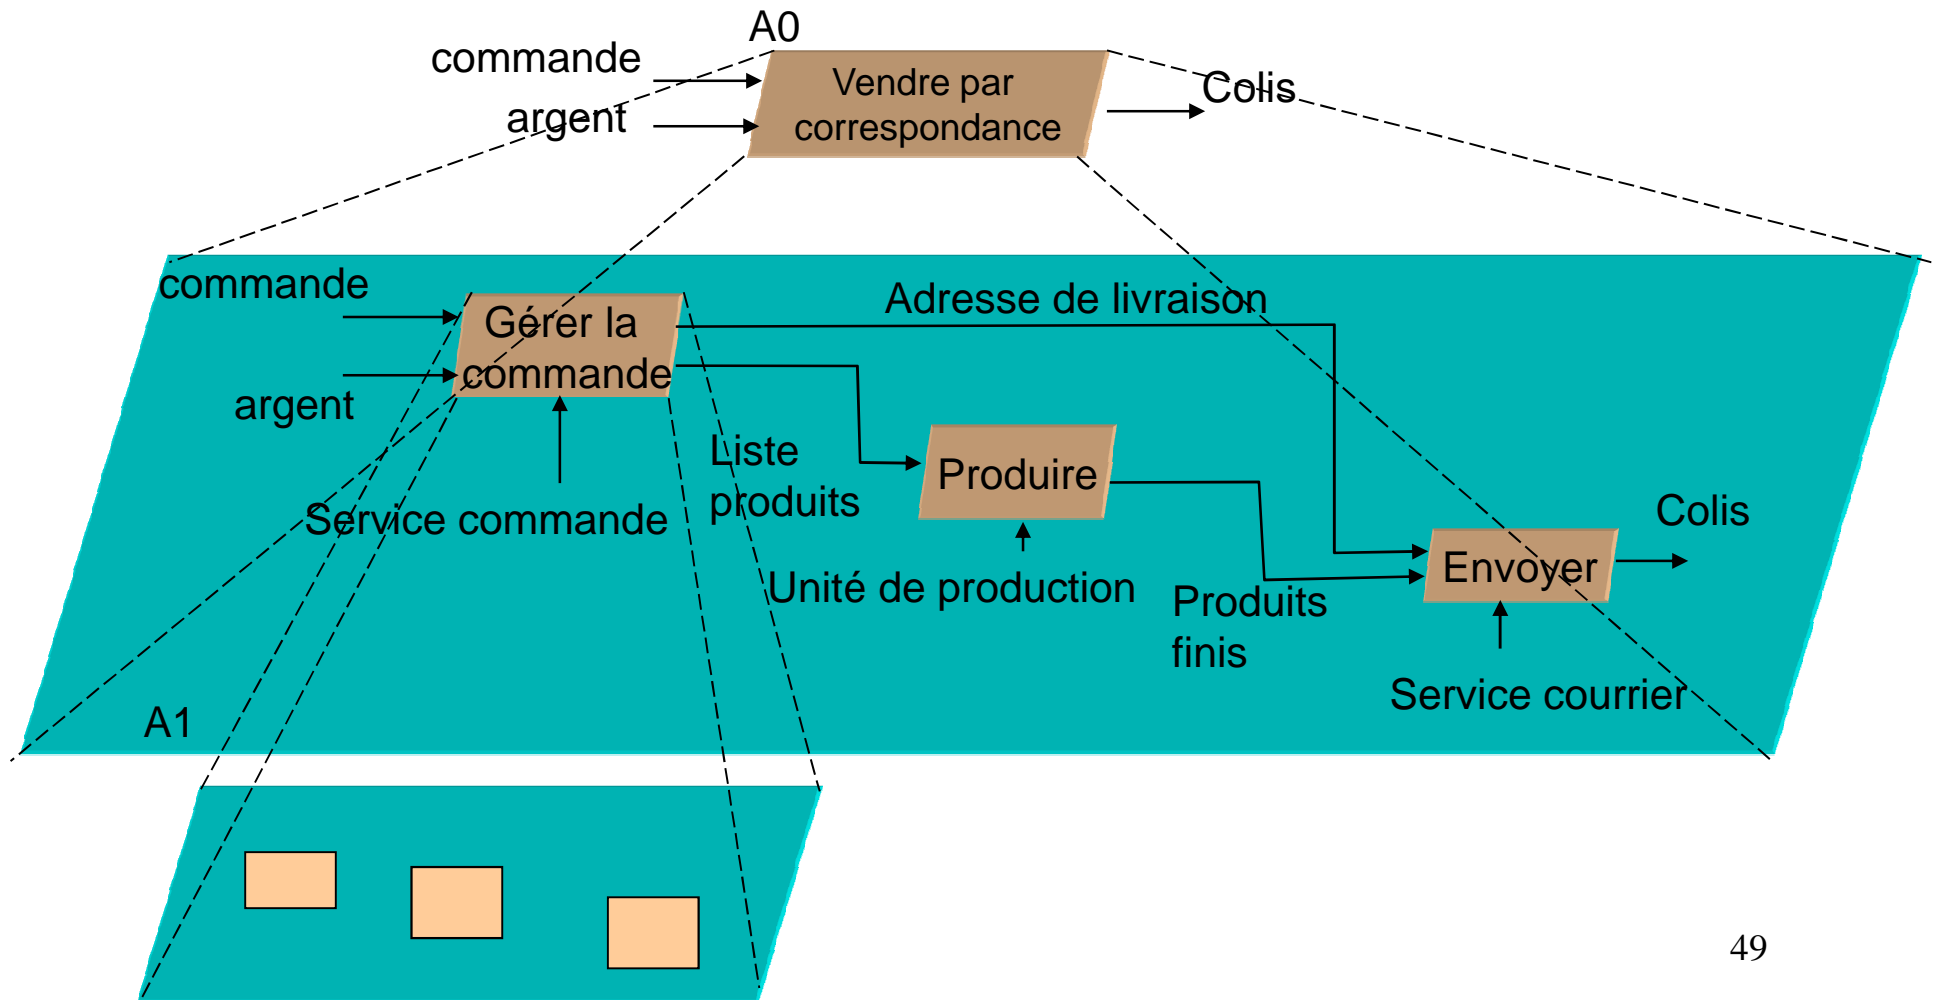 A0
commande
argent
Vendre par
correspondance
Colis
commande
argent
Gérer la
commande
Service commande
Adresse de livraison
Liste
produits
Produire
Unité de production
Produits
finis
Envoyer
Colis
Service courrier
A1
49